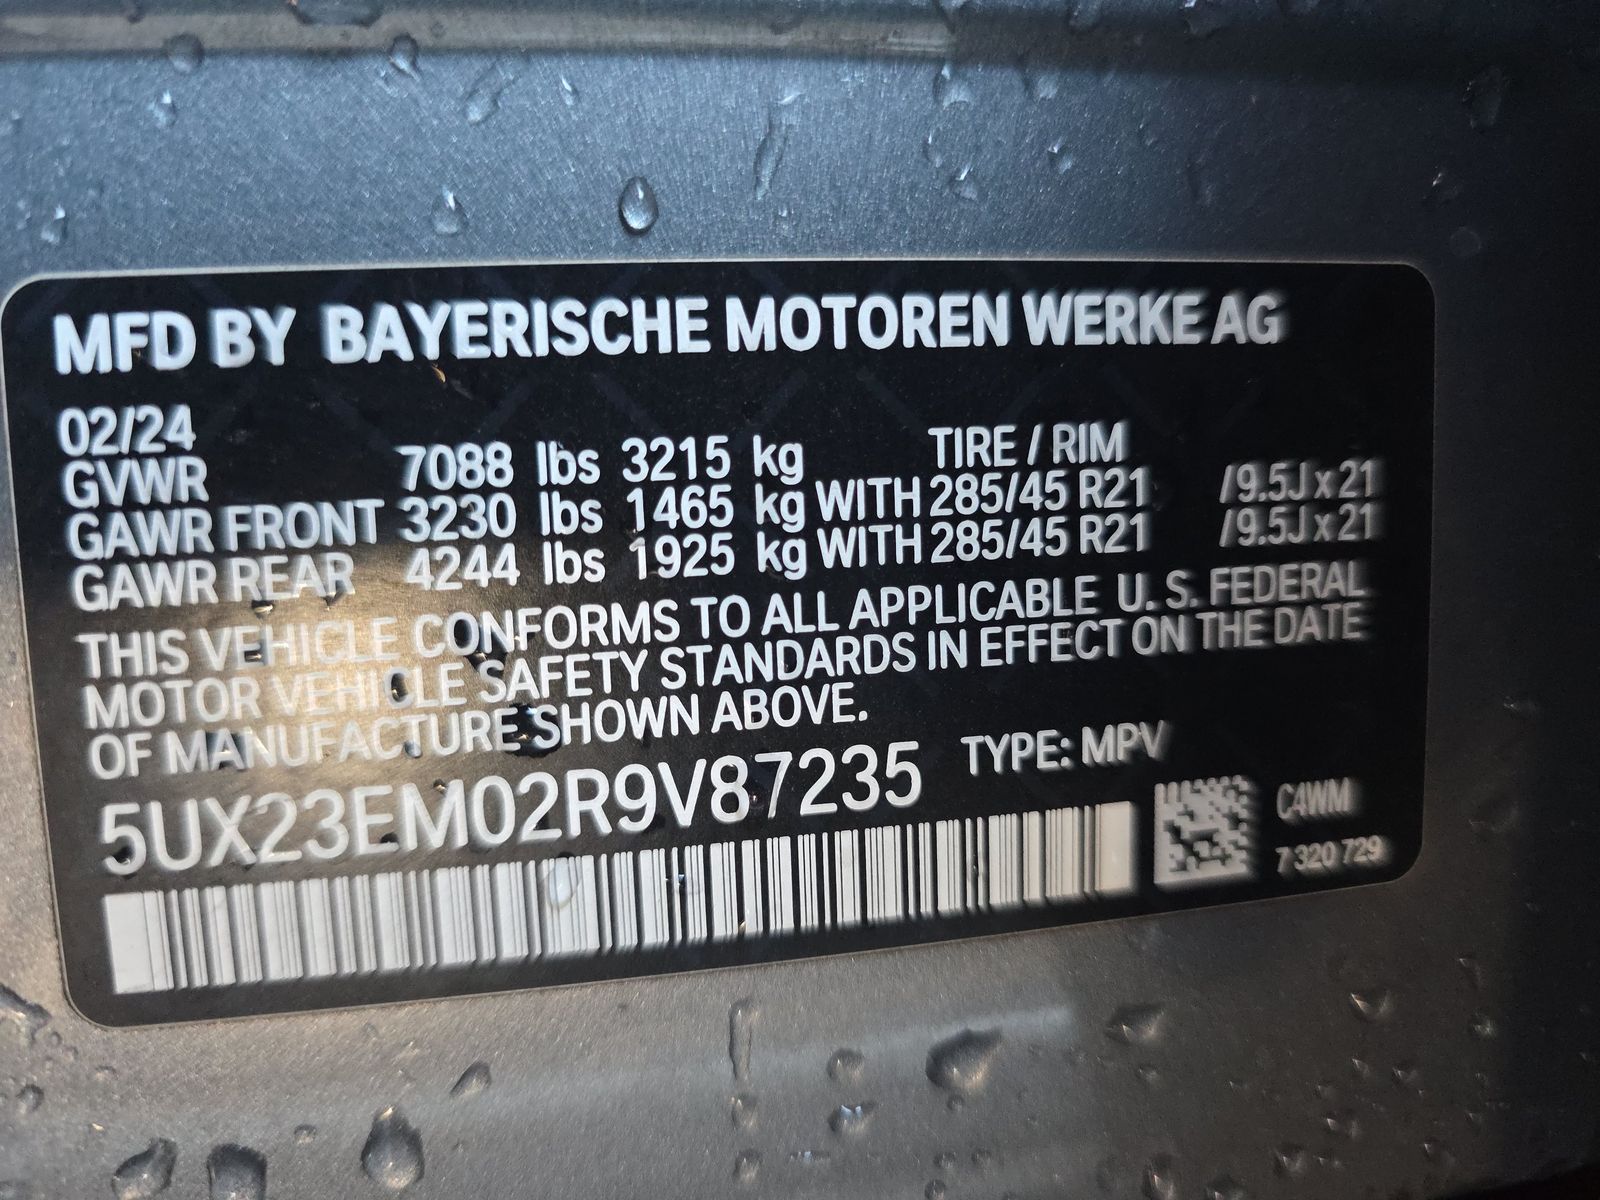 MFD BY BAYERISCHE MOTOREN WERKE AG
02/24
GVWR 7088 lbs 3215 kg TIRE / RIM
GAWR FRONT 3230 lbs 1465 kg WITH 285/45 R21 /9.5J x 21
GAWR REAR 4244 lbs 1925 kg WITH 285/45 R21 /9.5J x 21
THIS VEHICLE CONFORMS TO ALL APPLICABLE U. S. FEDERAL
MOTOR VEHICLE SAFETY STANDARDS IN EFFECT ON THE DATE
OF MANUFACTURE SHOWN ABOVE.
5UX23EM02R9V87235 TYPE: MPV
C4WM
7 320 729